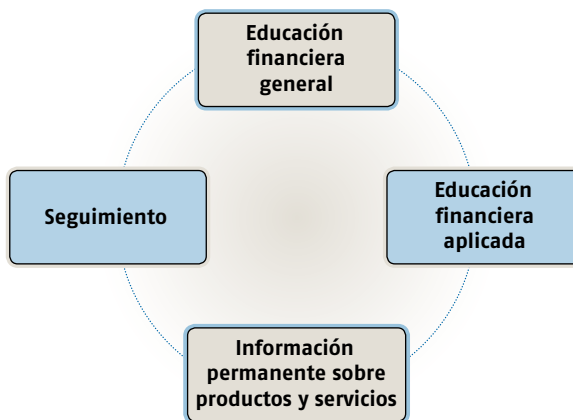 Educación
financiera
general
Seguimiento
Educación
financiera
aplicada
Información
permanente sobre
productos y servicios